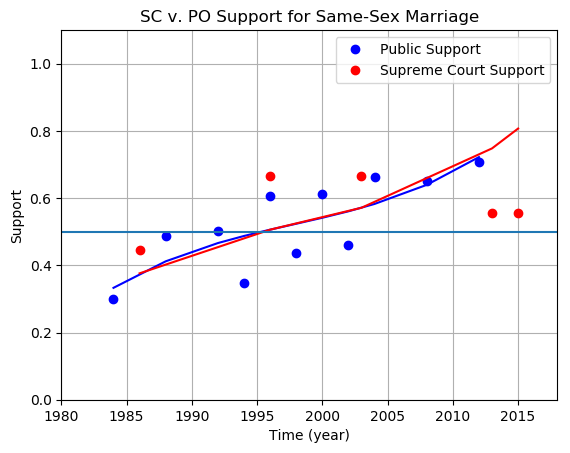 SC v. PO Support for Same-Sex Marriage
Public Support
Supreme Court Support
1.0
0.8
0.6
0.4
0.2
0.0
Support
1980 1985 1990 1995 2000 2005 2010 2015
Time (year)